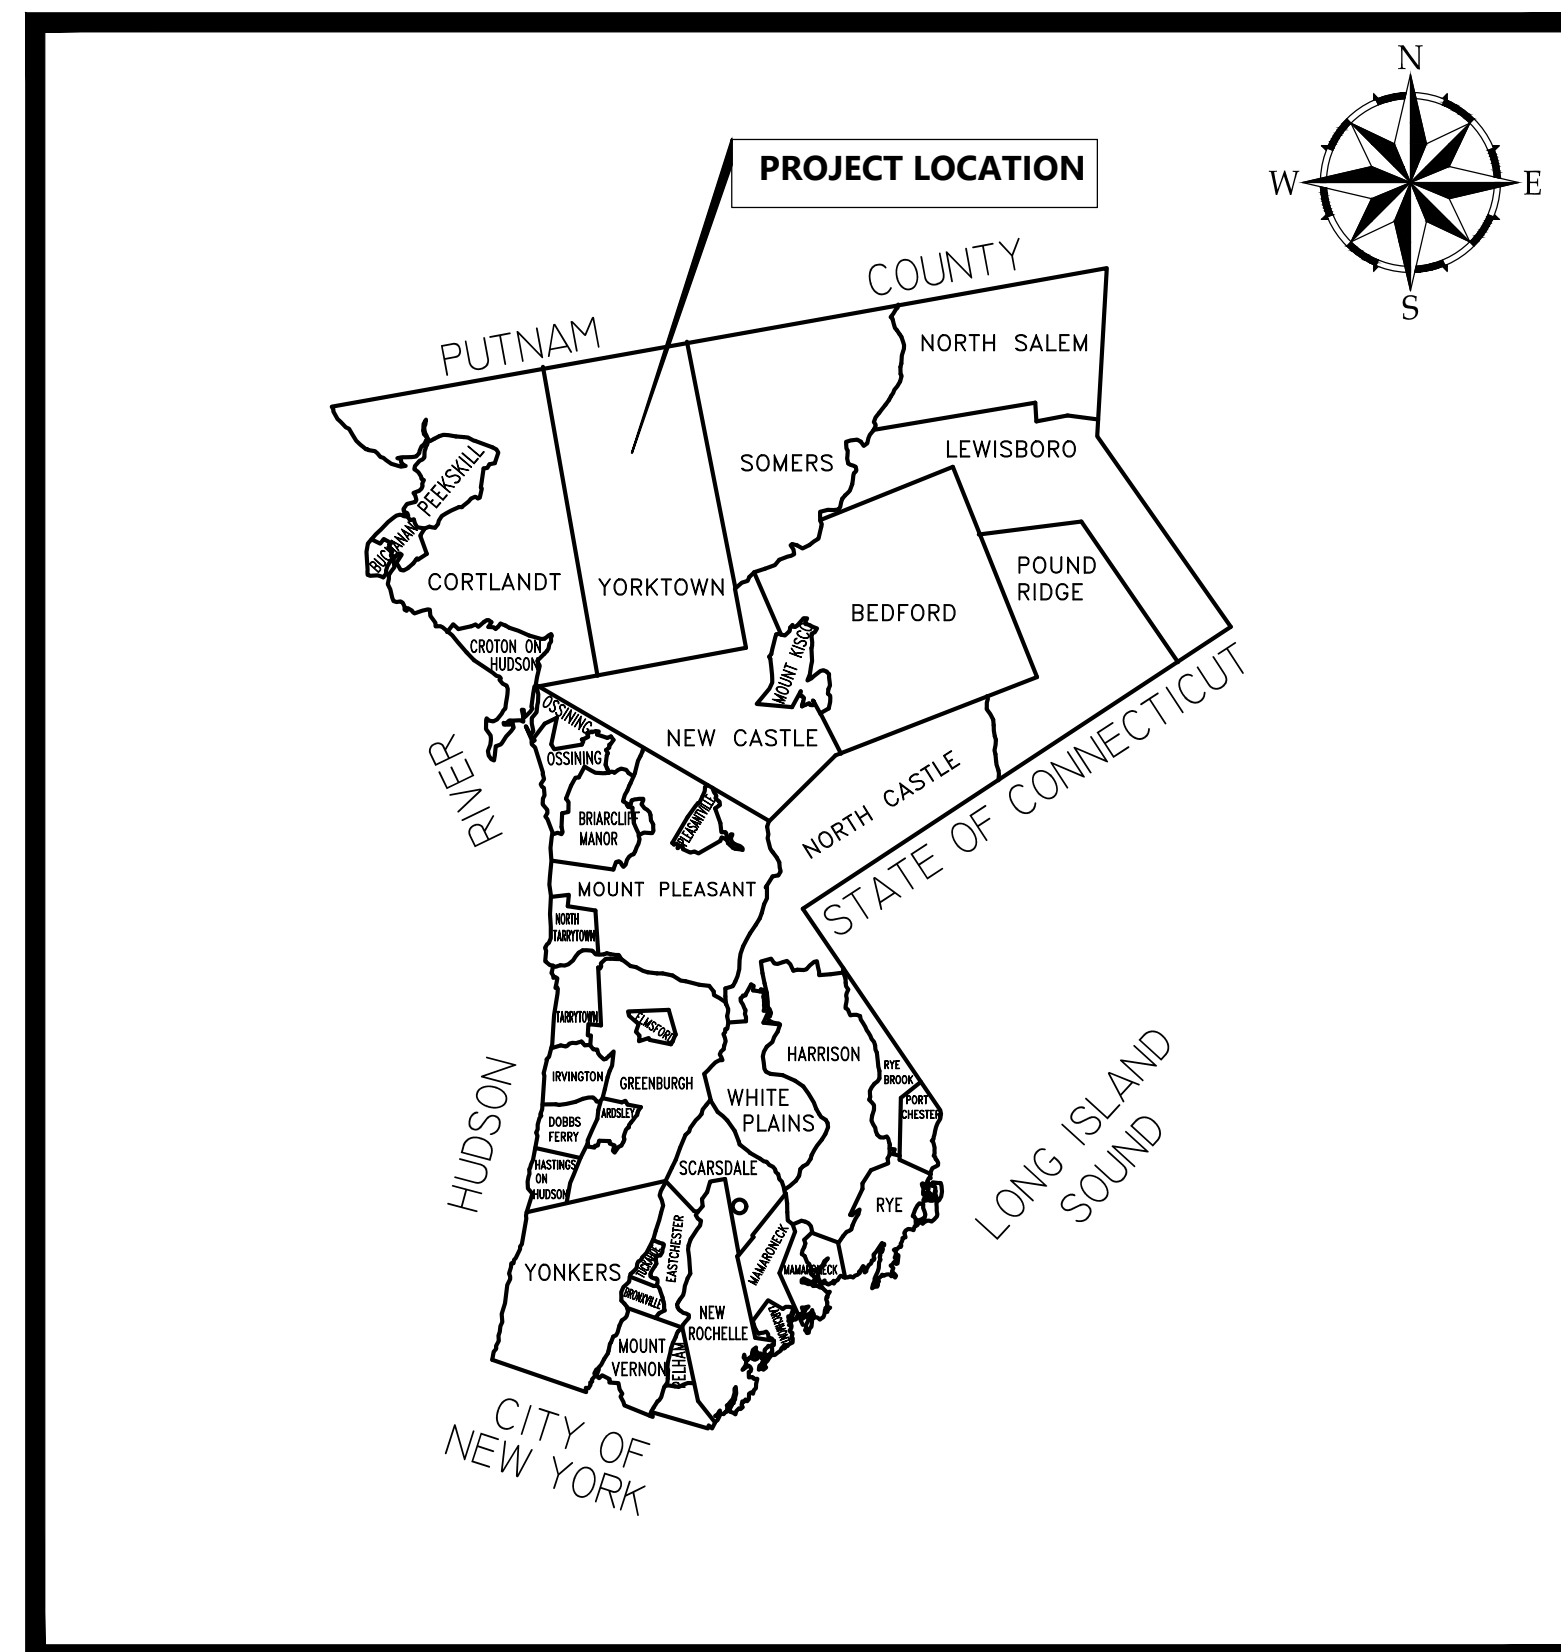 N
PROJECT LOCATION
W
E
S
COUNTY
PUTNAM
NORTH SALEM
LEWISBORO
SOMERS
PEEKSKILL
BUCHANAN
CORTLANDT
YORKTOWN
POUND
RIDGE
BEDFORD
CROTON ON
HUDSON
MOUNT KISCO
OSSINING
NEW CASTLE
OSSINING
RIVER
STATE OF CONNECTICUT
NORTH CASTLE
BRIARCLIFF
MANOR
PLEASANTVILLE
MOUNT PLEASANT
NORTH
TARRYTOWN
TARRYTOWN
ELMSFORD
HARRISON
RYE
BROOK
IRVINGTON
GREENBURGH
WHITE
PLAINS
PORT
CHESTER
ARDSLEY
DOBBS
FERRY
HUDSON
LONG ISLAND
SOUND
SCARSDALE
HASTINGS
ON
HUDSON
RYE
EASTCHESTER
MAMARONECK
MAMARONECK
YONKERS
TUCKAHOE
BRONXVILLE
NEW
ROCHELLE
LARCHMONT
MOUNT
VERNON
PELHAM
CITY OF
NEW YORK